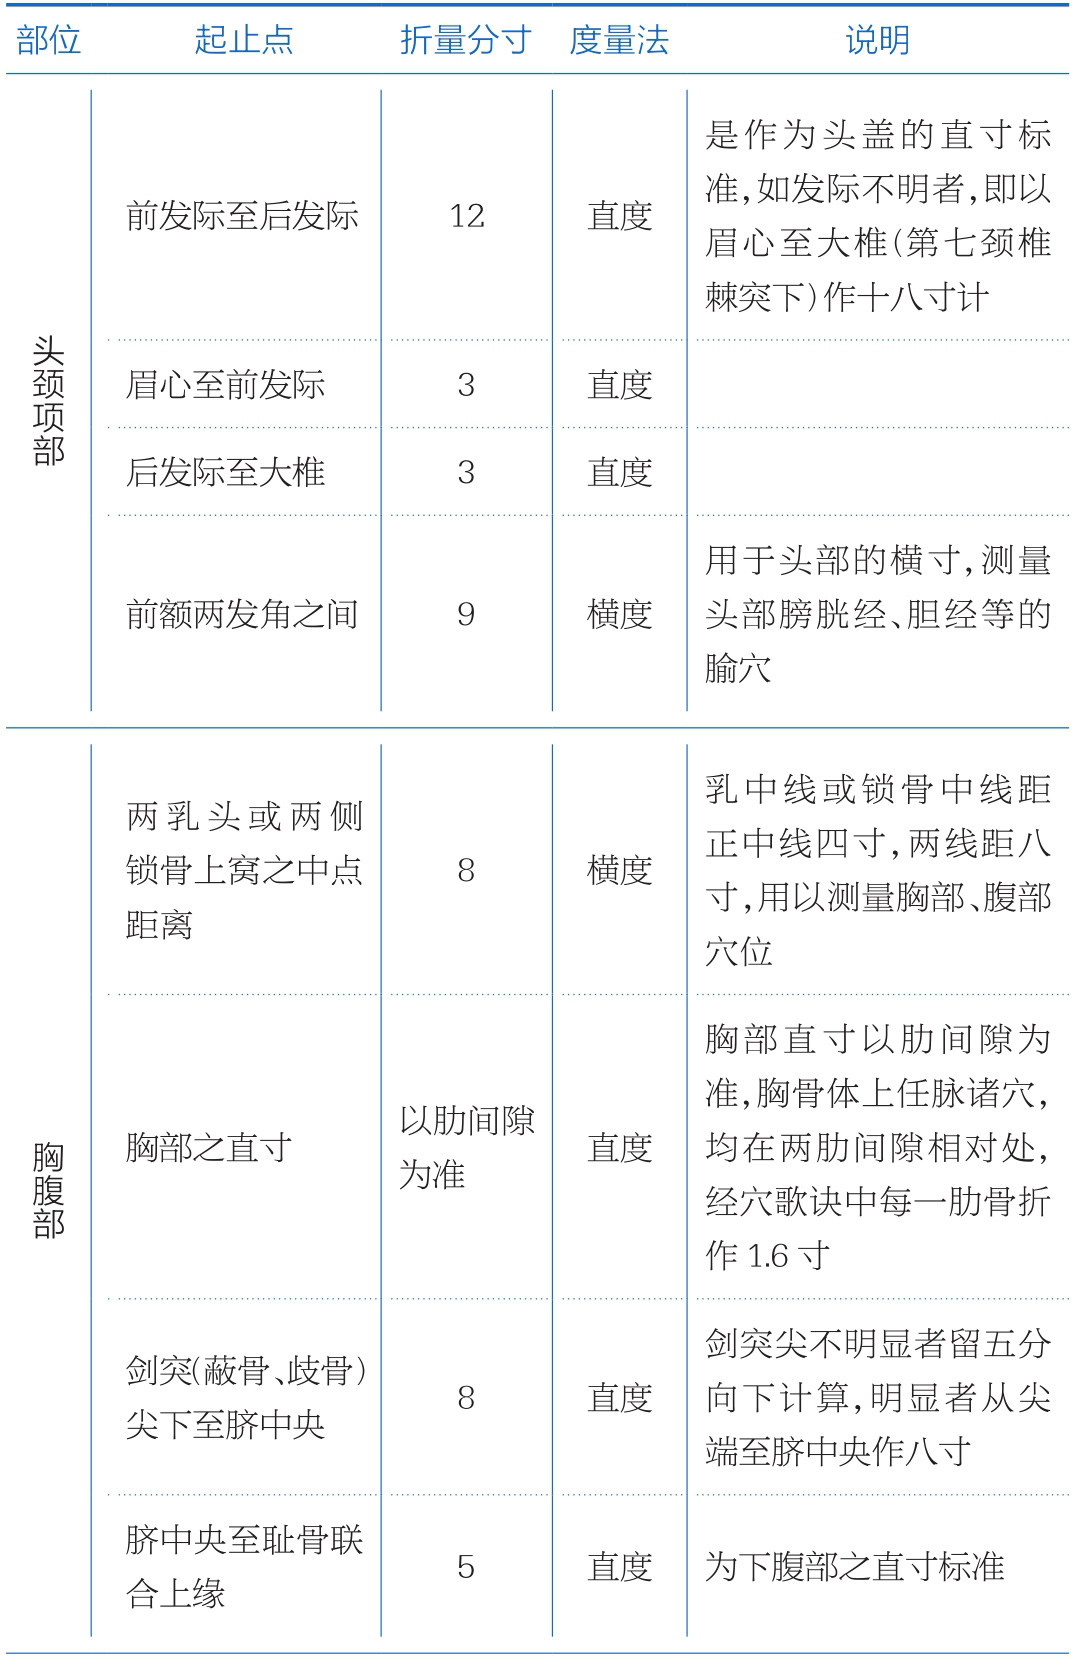 部位 起止点 折量分寸 度量法 说明
头颈项部
前发际至后发际 12 直度
是作为头盖的直寸标
准,如发际不明者,即以
眉心至大椎(第七颈椎
棘突下)作十八寸计
眉心至前发际 3 直度
后发际至大椎 3 直度
前额两发角之间 9 横度
用于头部的横寸,测量
头部膀胱经、胆经等的
腧穴
胸腹部
两乳头或两侧
锁骨上窝之中点
距离
8 横度
乳中线或锁骨中线距
正中线四寸,两线距八
寸,用以测量胸部、腹部
穴位
胸部之直寸
以肋间隙
为准
直度
胸部直寸以肋间隙为
准,胸骨体上任脉诸穴,
均在两肋间隙相对处,
经穴歌诀中每一肋骨折
作 1.6 寸
剑突(蔽骨、歧骨)
尖下至脐中央
8 直度
剑突尖不明显者留五分
向下计算,明显者从尖
端至脐中央作八寸
脐中央至耻骨联
合上缘
5 直度 为下腹部之直寸标准